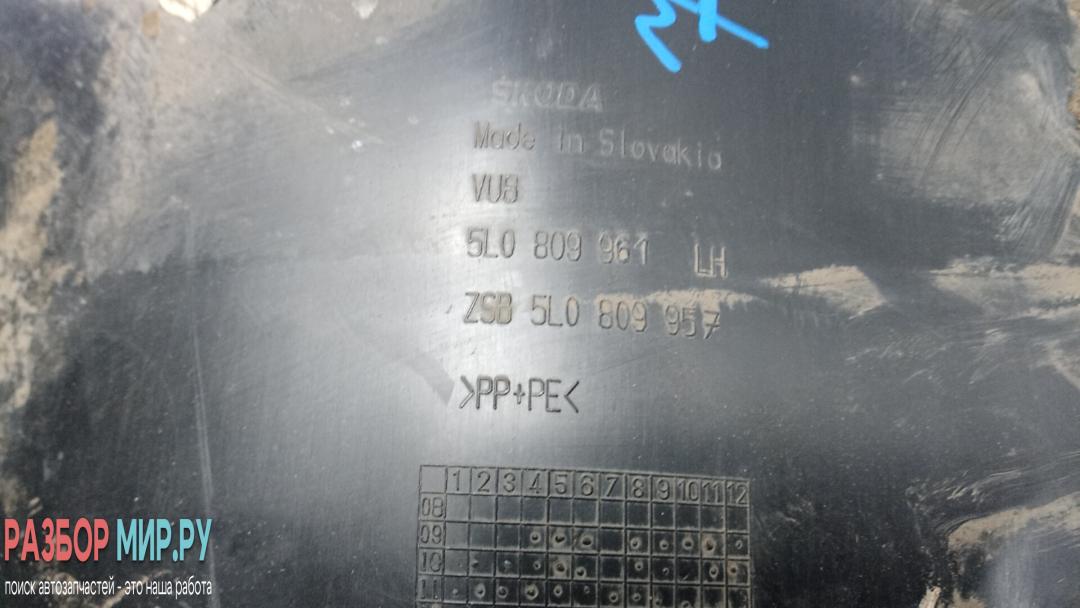 ŠKODA
Made in Slovakia
VUB
5L0 809 961 LH
ZSB 5L0 809 957
>PP+PE<
1 2 3 4 5 6 7 8 9 10 11 12
08
09
10
11
РАЗБОР МИР.РУ
поиск автозапчастей - это наша работа